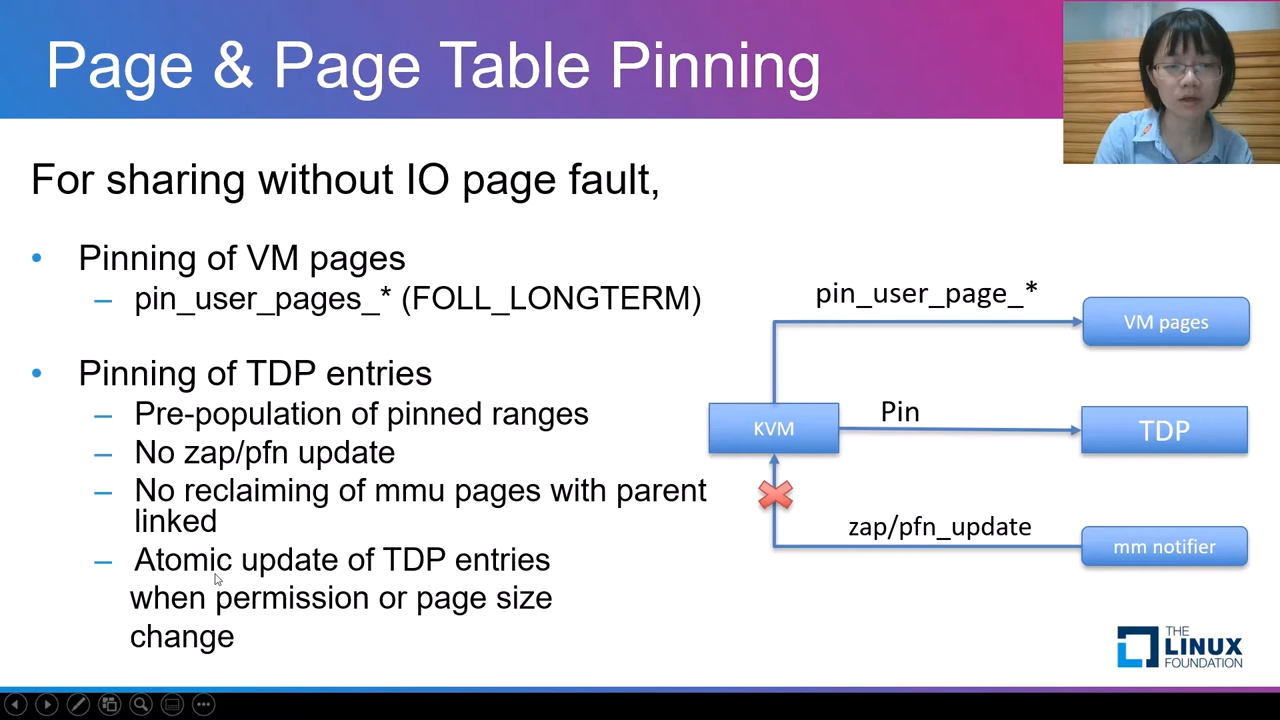 Page & Page Table Pinning
For sharing without IO page fault,
• Pinning of VM pages
– pin_user_pages_* (FOLL_LONGTERM)
• Pinning of TDP entries
– Pre-population of pinned ranges
– No zap/pfn update
– No reclaiming of mmu pages with parent
linked
– Atomic update of TDP entries
when permission or page size
change
pin_user_page_*
VM pages
KVM
Pin
TDP
zap/pfn_update
mm notifier
THE
LINUX
FOUNDATION